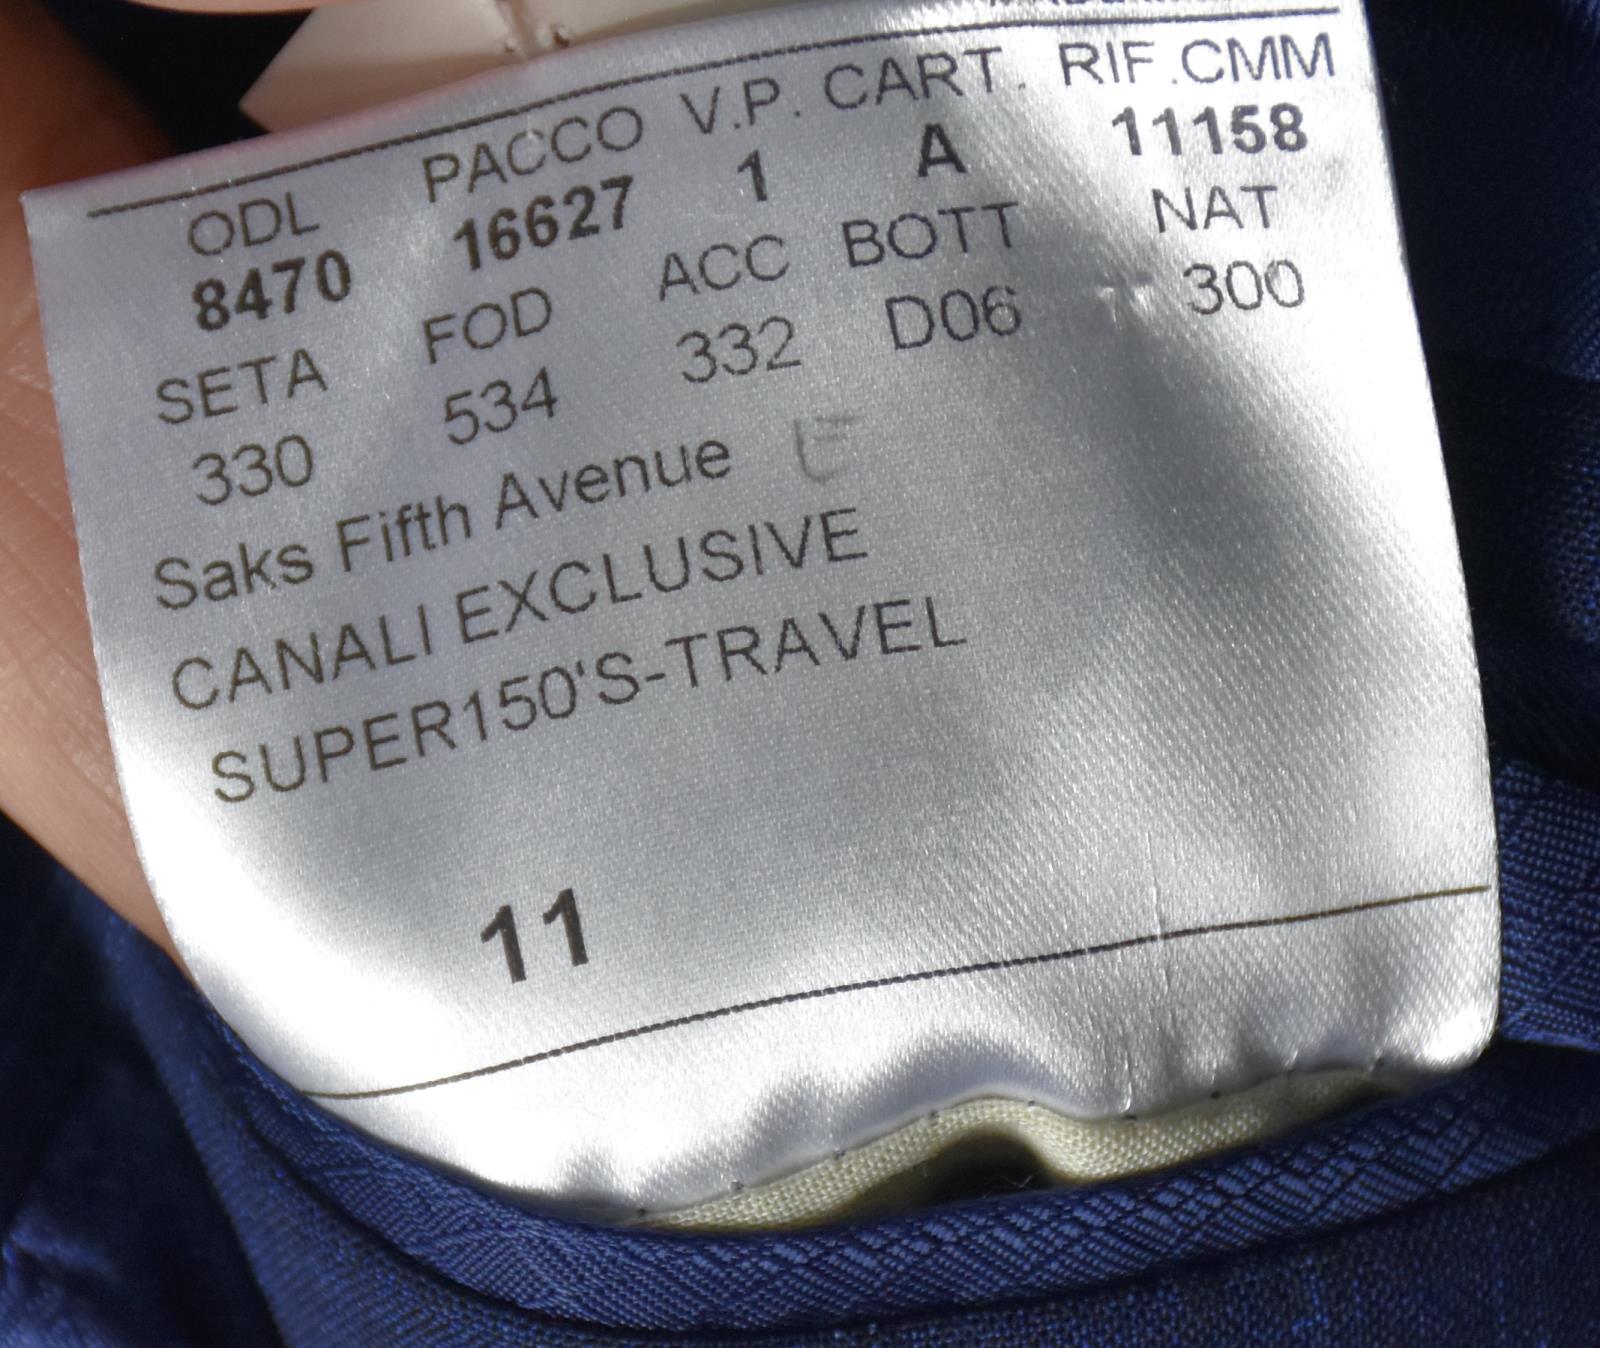 ODL PACCO V.P. CART. RIF.CMM
8470 16627 1 A 11158
SETA FOD ACC BOTT NAT
330 534 332 D06 300
Saks Fifth Avenue E
CANALI EXCLUSIVE
SUPER150'S-TRAVEL
11